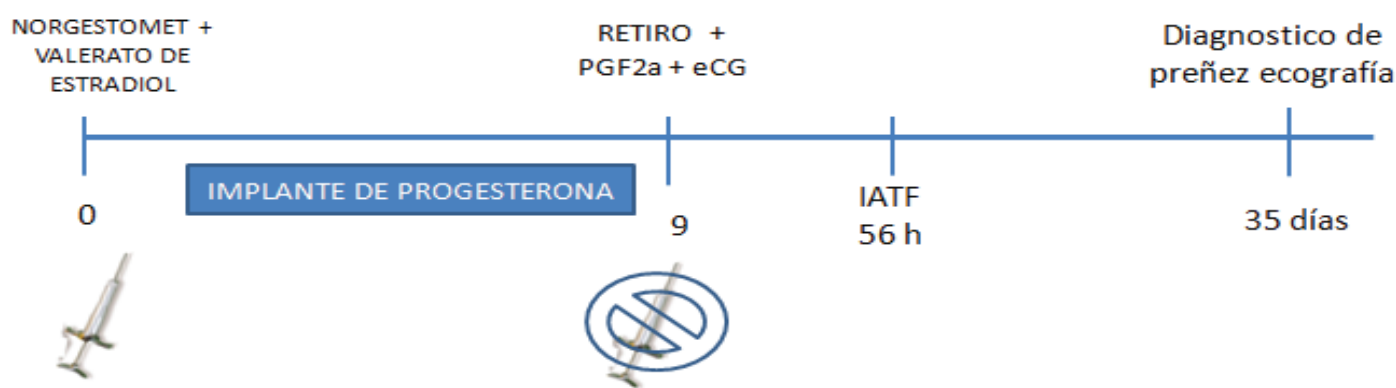 NORGESTOMET +
VALERATO DE
ESTRADIOL
RETIRO +
PGF2a + eCG
Diagnostico de
preñez ecografía
IMPLANTE DE PROGESTERONA
0
9
IATF
56 h
35 días